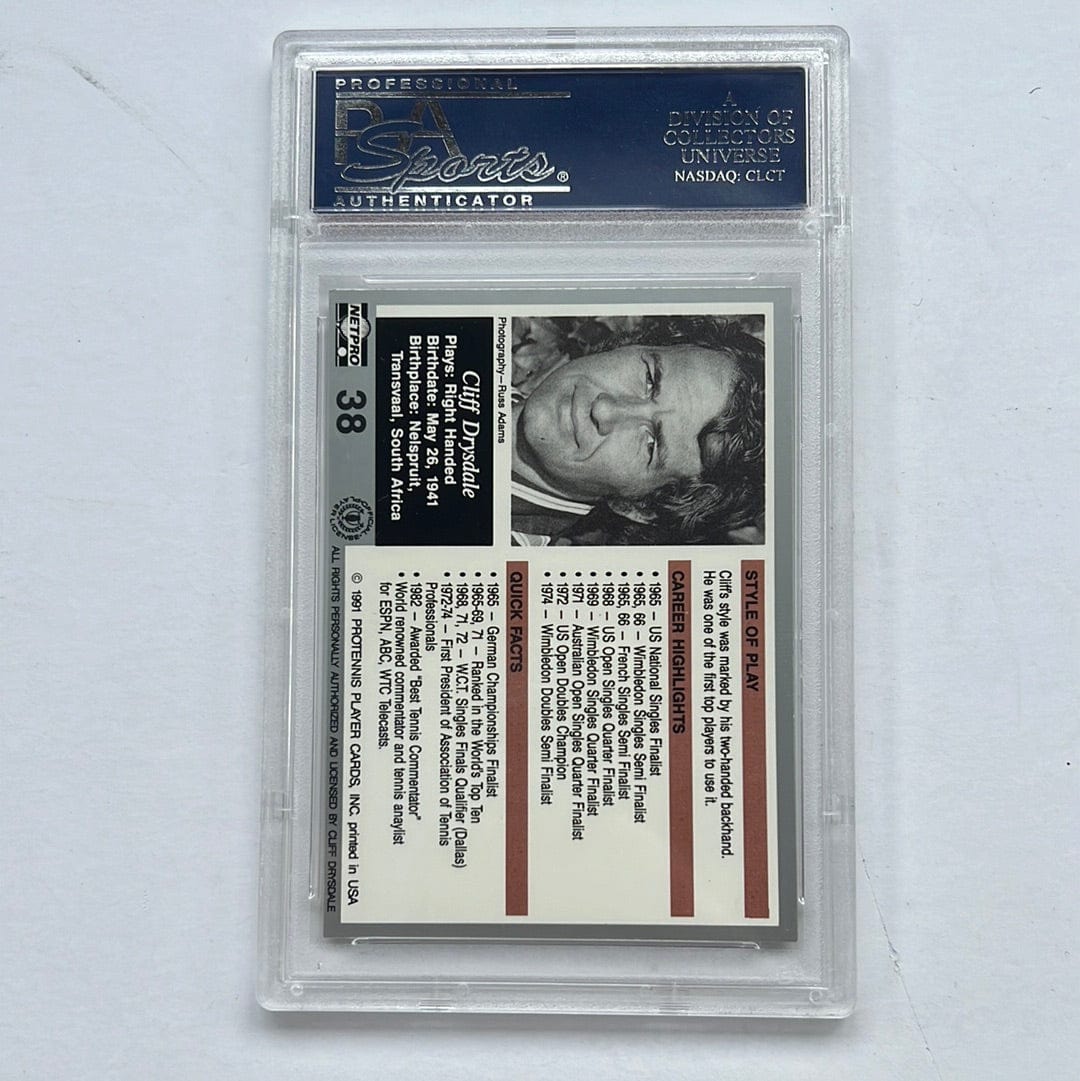 PROFESSIONAL
PSA
Sports®
AUTHENTICATOR
A
DIVISION OF
COLLECTORS
UNIVERSE
NASDAQ: CLCT
Photography—Russ Adams
Cliff Drysdale
Plays: Right Handed
Birthdate: May 26, 1941
Birthplace: Nelspruit,
Transvaal, South Africa
NETPRO
38
OFFICIAL PLAYER LICENSE
STYLE OF PLAY
Cliff's style was marked by his two-handed backhand.
He was one of the first top players to use it.
CAREER HIGHLIGHTS
• 1965 – US National Singles Finalist
• 1965, 66 – Wimbledon Singles Semi Finalist
• 1965, 66 – French Singles Semi Finalist
• 1968 – US Open Singles Quarter Finalist
• 1969 – Wimbledon Singles Quarter Finalist
• 1971 – Australian Open Singles Quarter Finalist
• 1972 – US Open Doubles Champion
• 1974 – Wimbledon Doubles Semi Finalist
QUICK FACTS
• 1965 – German Championships Finalist
• 1965-69, 71 – Ranked in the World's Top Ten
• 1969, 71, 72 – W.C.T. Singles Finals Qualifier (Dallas)
• 1972-74 – First President of Association of Tennis
Professionals
• 1982 – Awarded "Best Tennis Commentator"
• World renowned commentator and tennis anaylist
for ESPN, ABC, WTC Telecasts.
© 1991 PROTENNIS PLAYER CARDS, INC. printed in USA
ALL RIGHTS PERSONALLY AUTHORIZED AND LICENSED BY CLIFF DRYSDALE